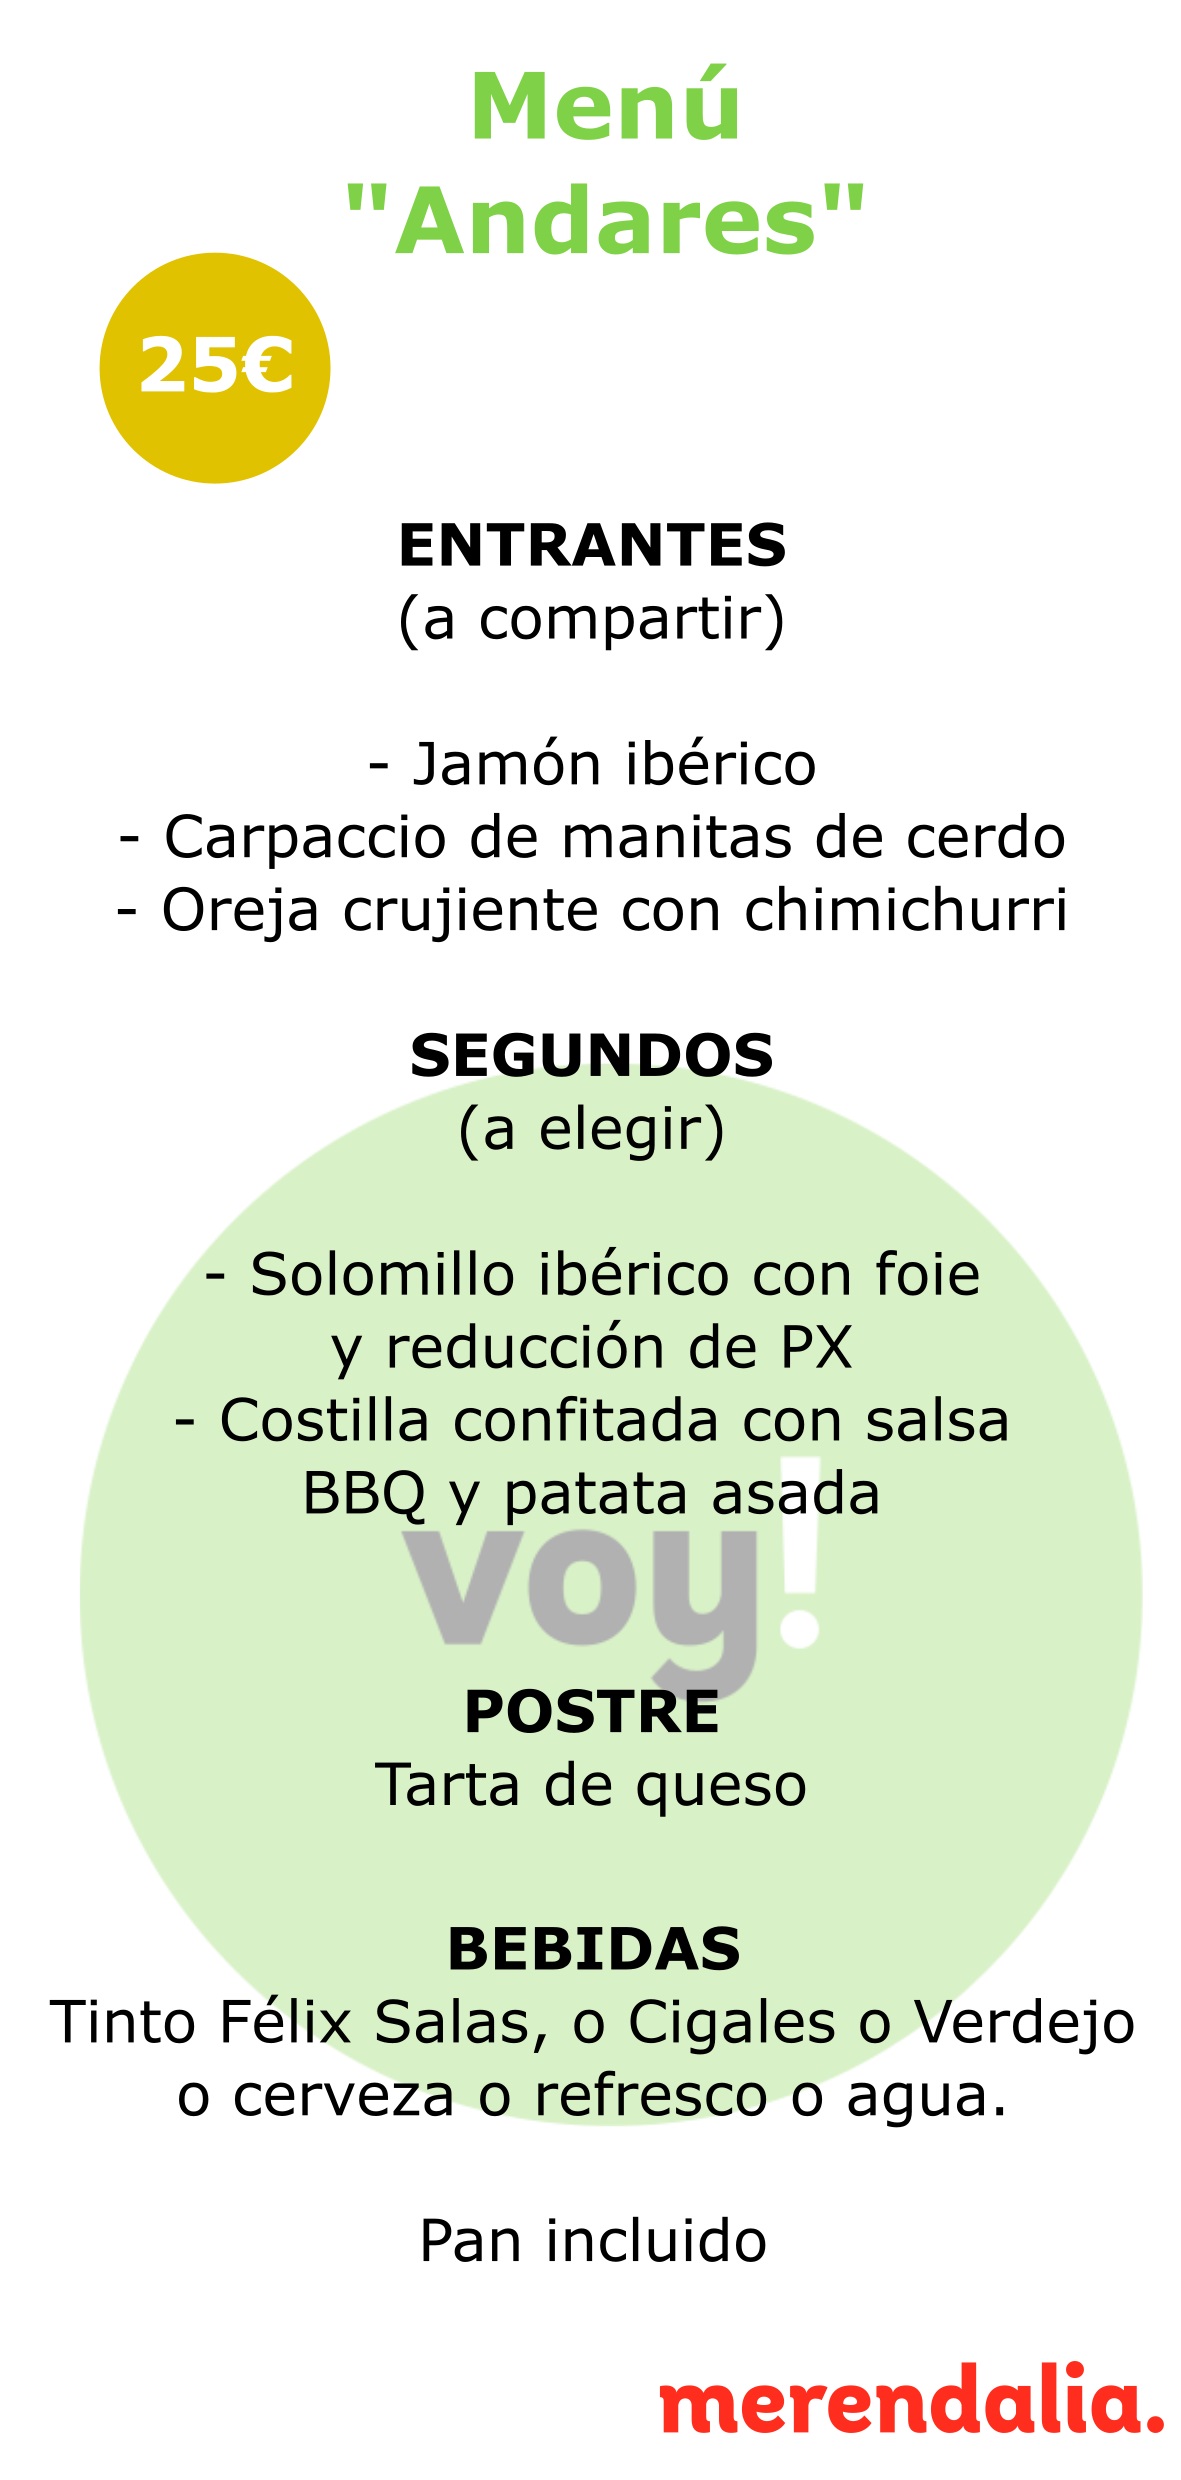 Menú
"Andares"
25€
ENTRANTES
(a compartir)
- Jamón ibérico
- Carpaccio de manitas de cerdo
- Oreja crujiente con chimichurri
SEGUNDOS
(a elegir)
- Solomillo ibérico con foie
y reducción de PX
- Costilla confitada con salsa
BBQ y patata asada
voy!
POSTRE
Tarta de queso
BEBIDAS
Tinto Félix Salas, o Cigales o Verdejo
o cerveza o refresco o agua.
Pan incluido
merendalia.